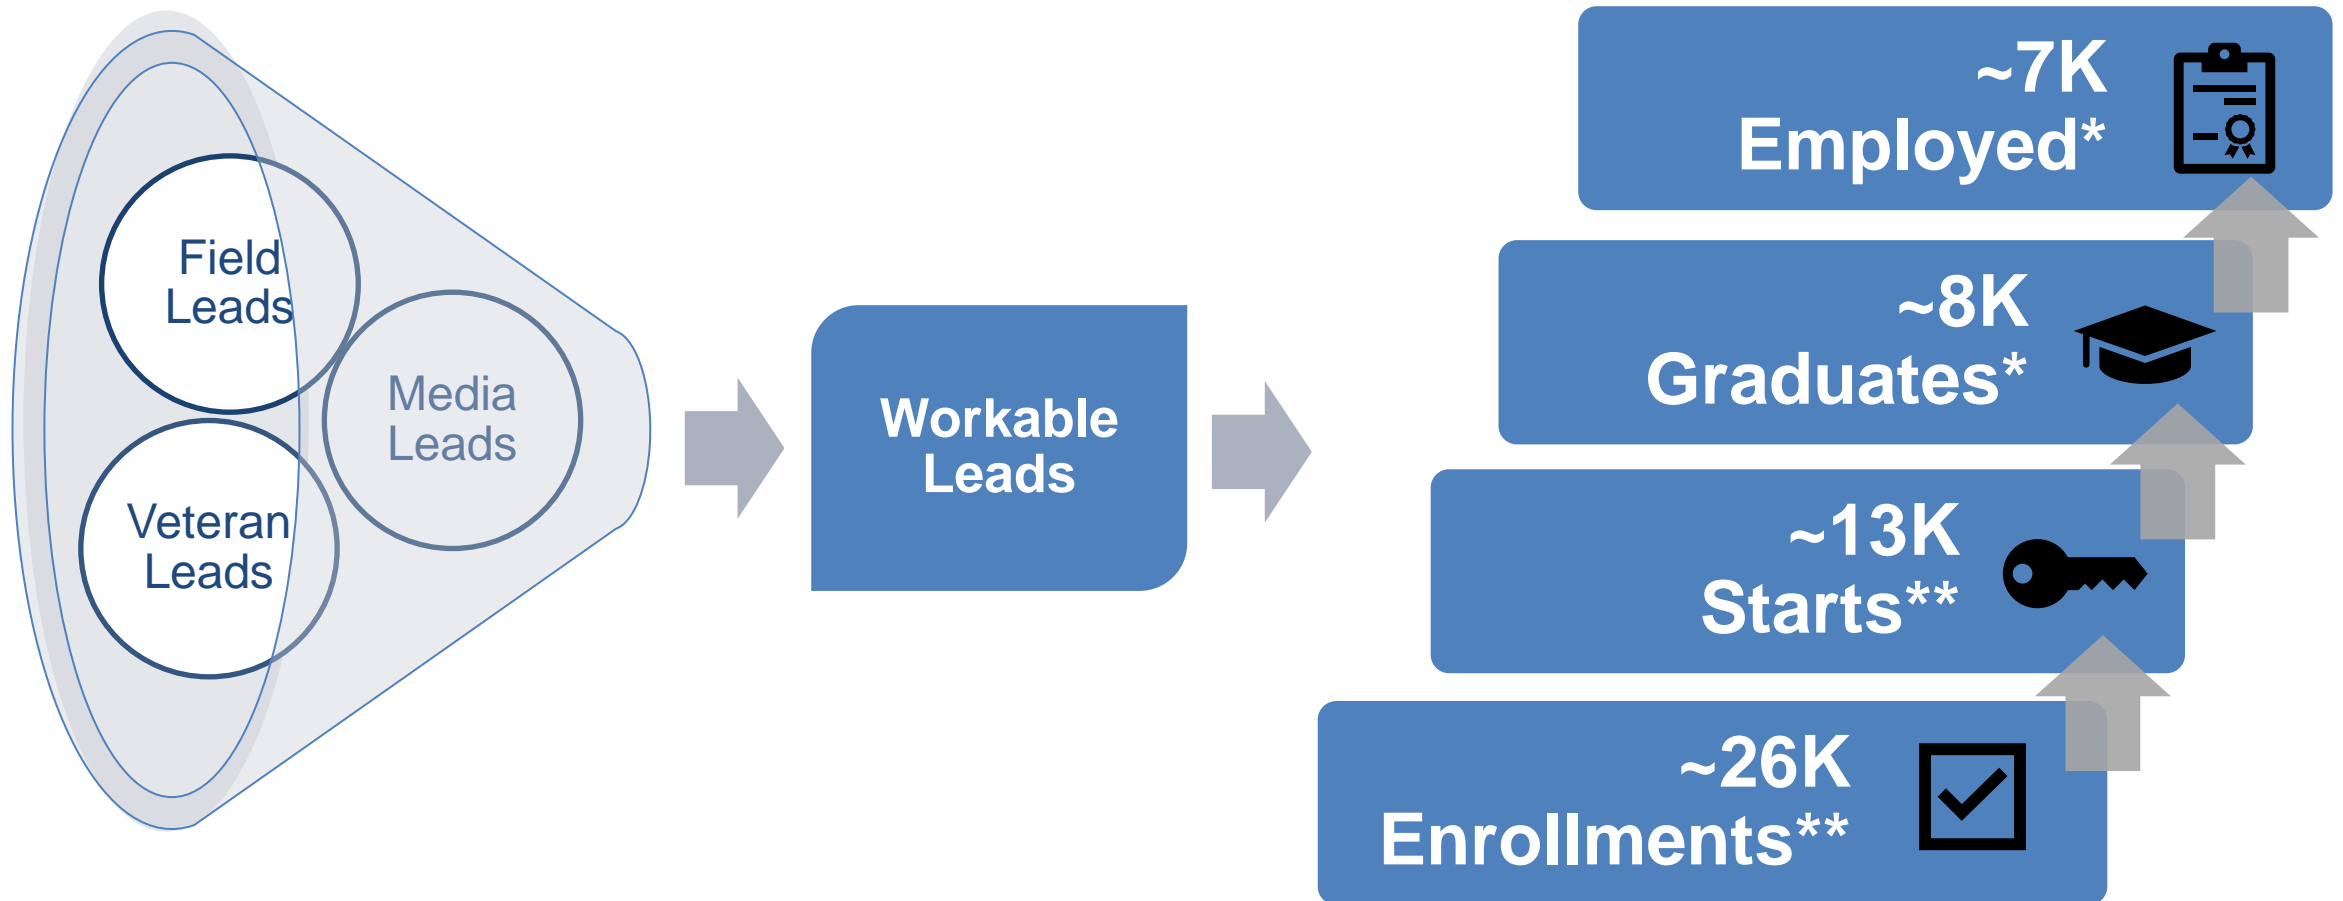 Field
Leads
Media
Leads
Veteran
Leads
Workable
Leads
~7K
Employed*
~8K
Graduates*
~13K
Starts**
~26K
Enrollments**